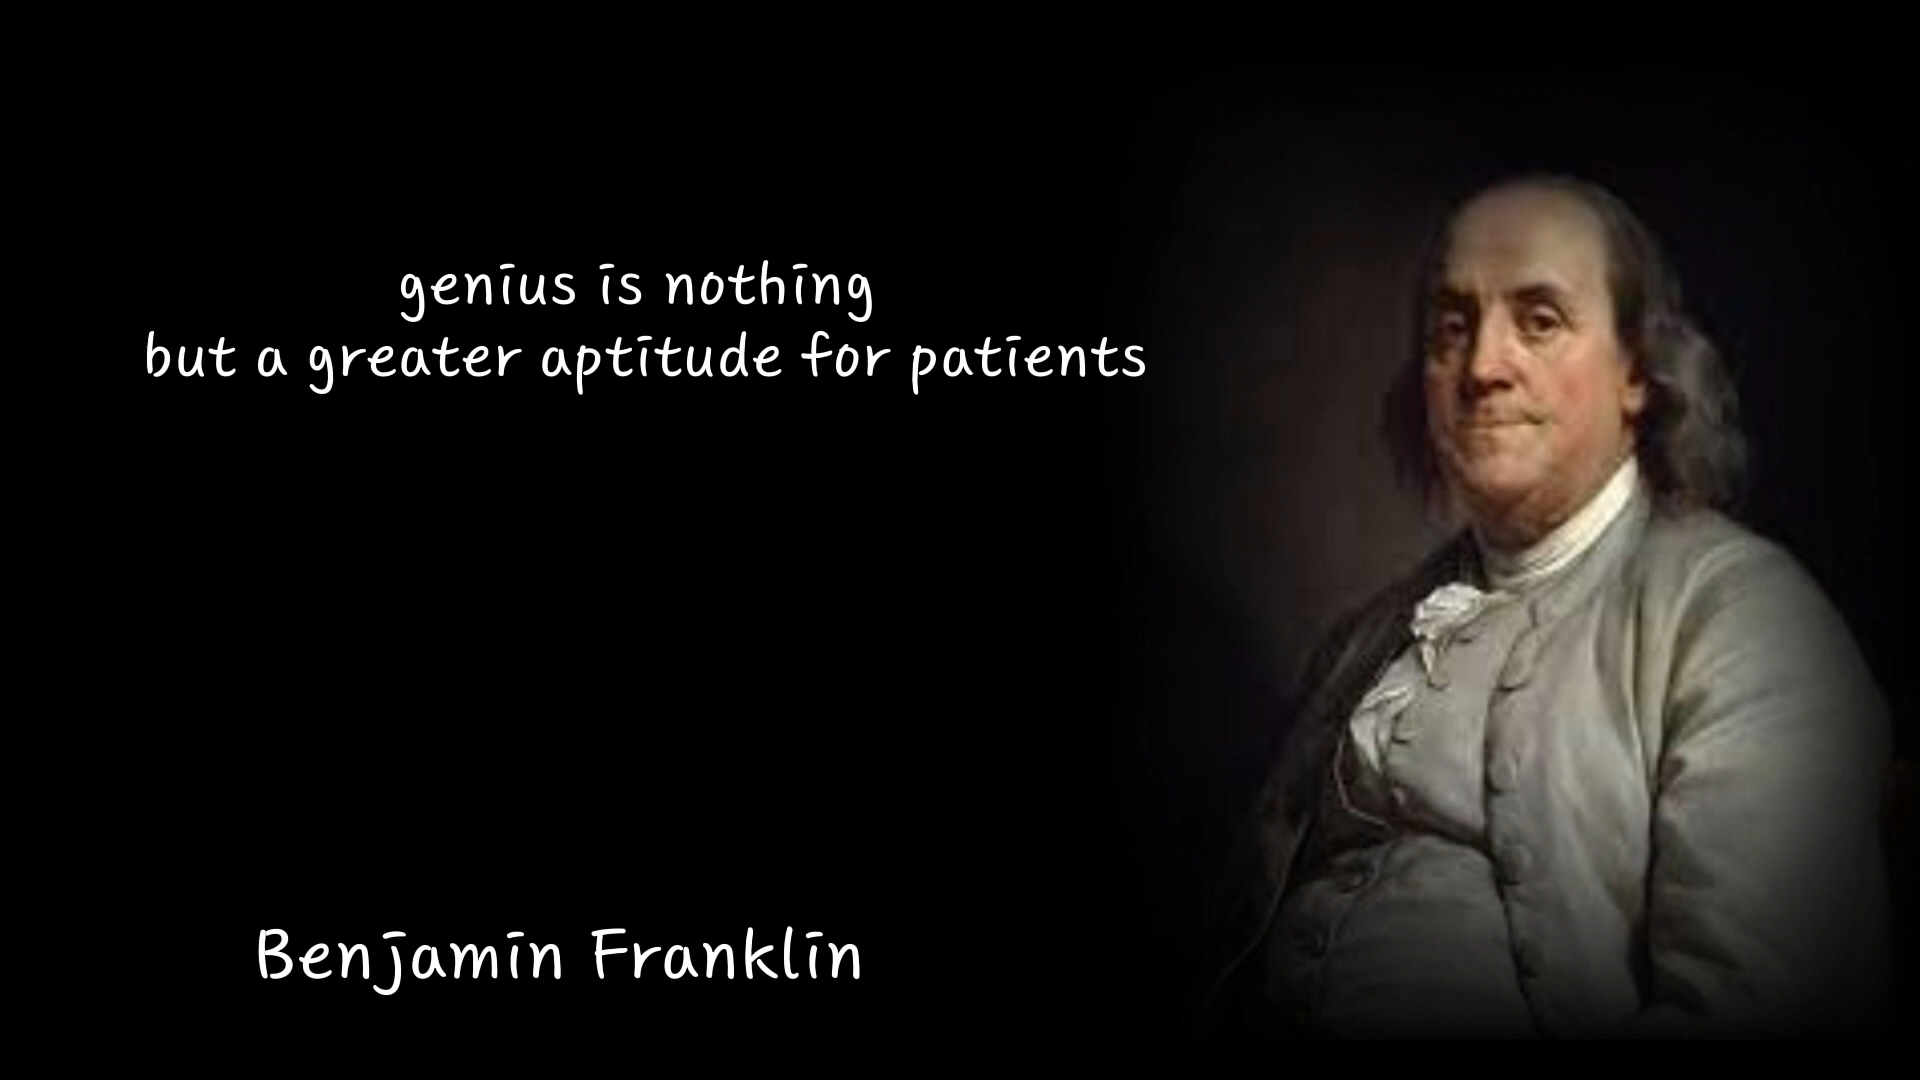 genius is nothing
but a greater aptitude for patients
Benjamin Franklin